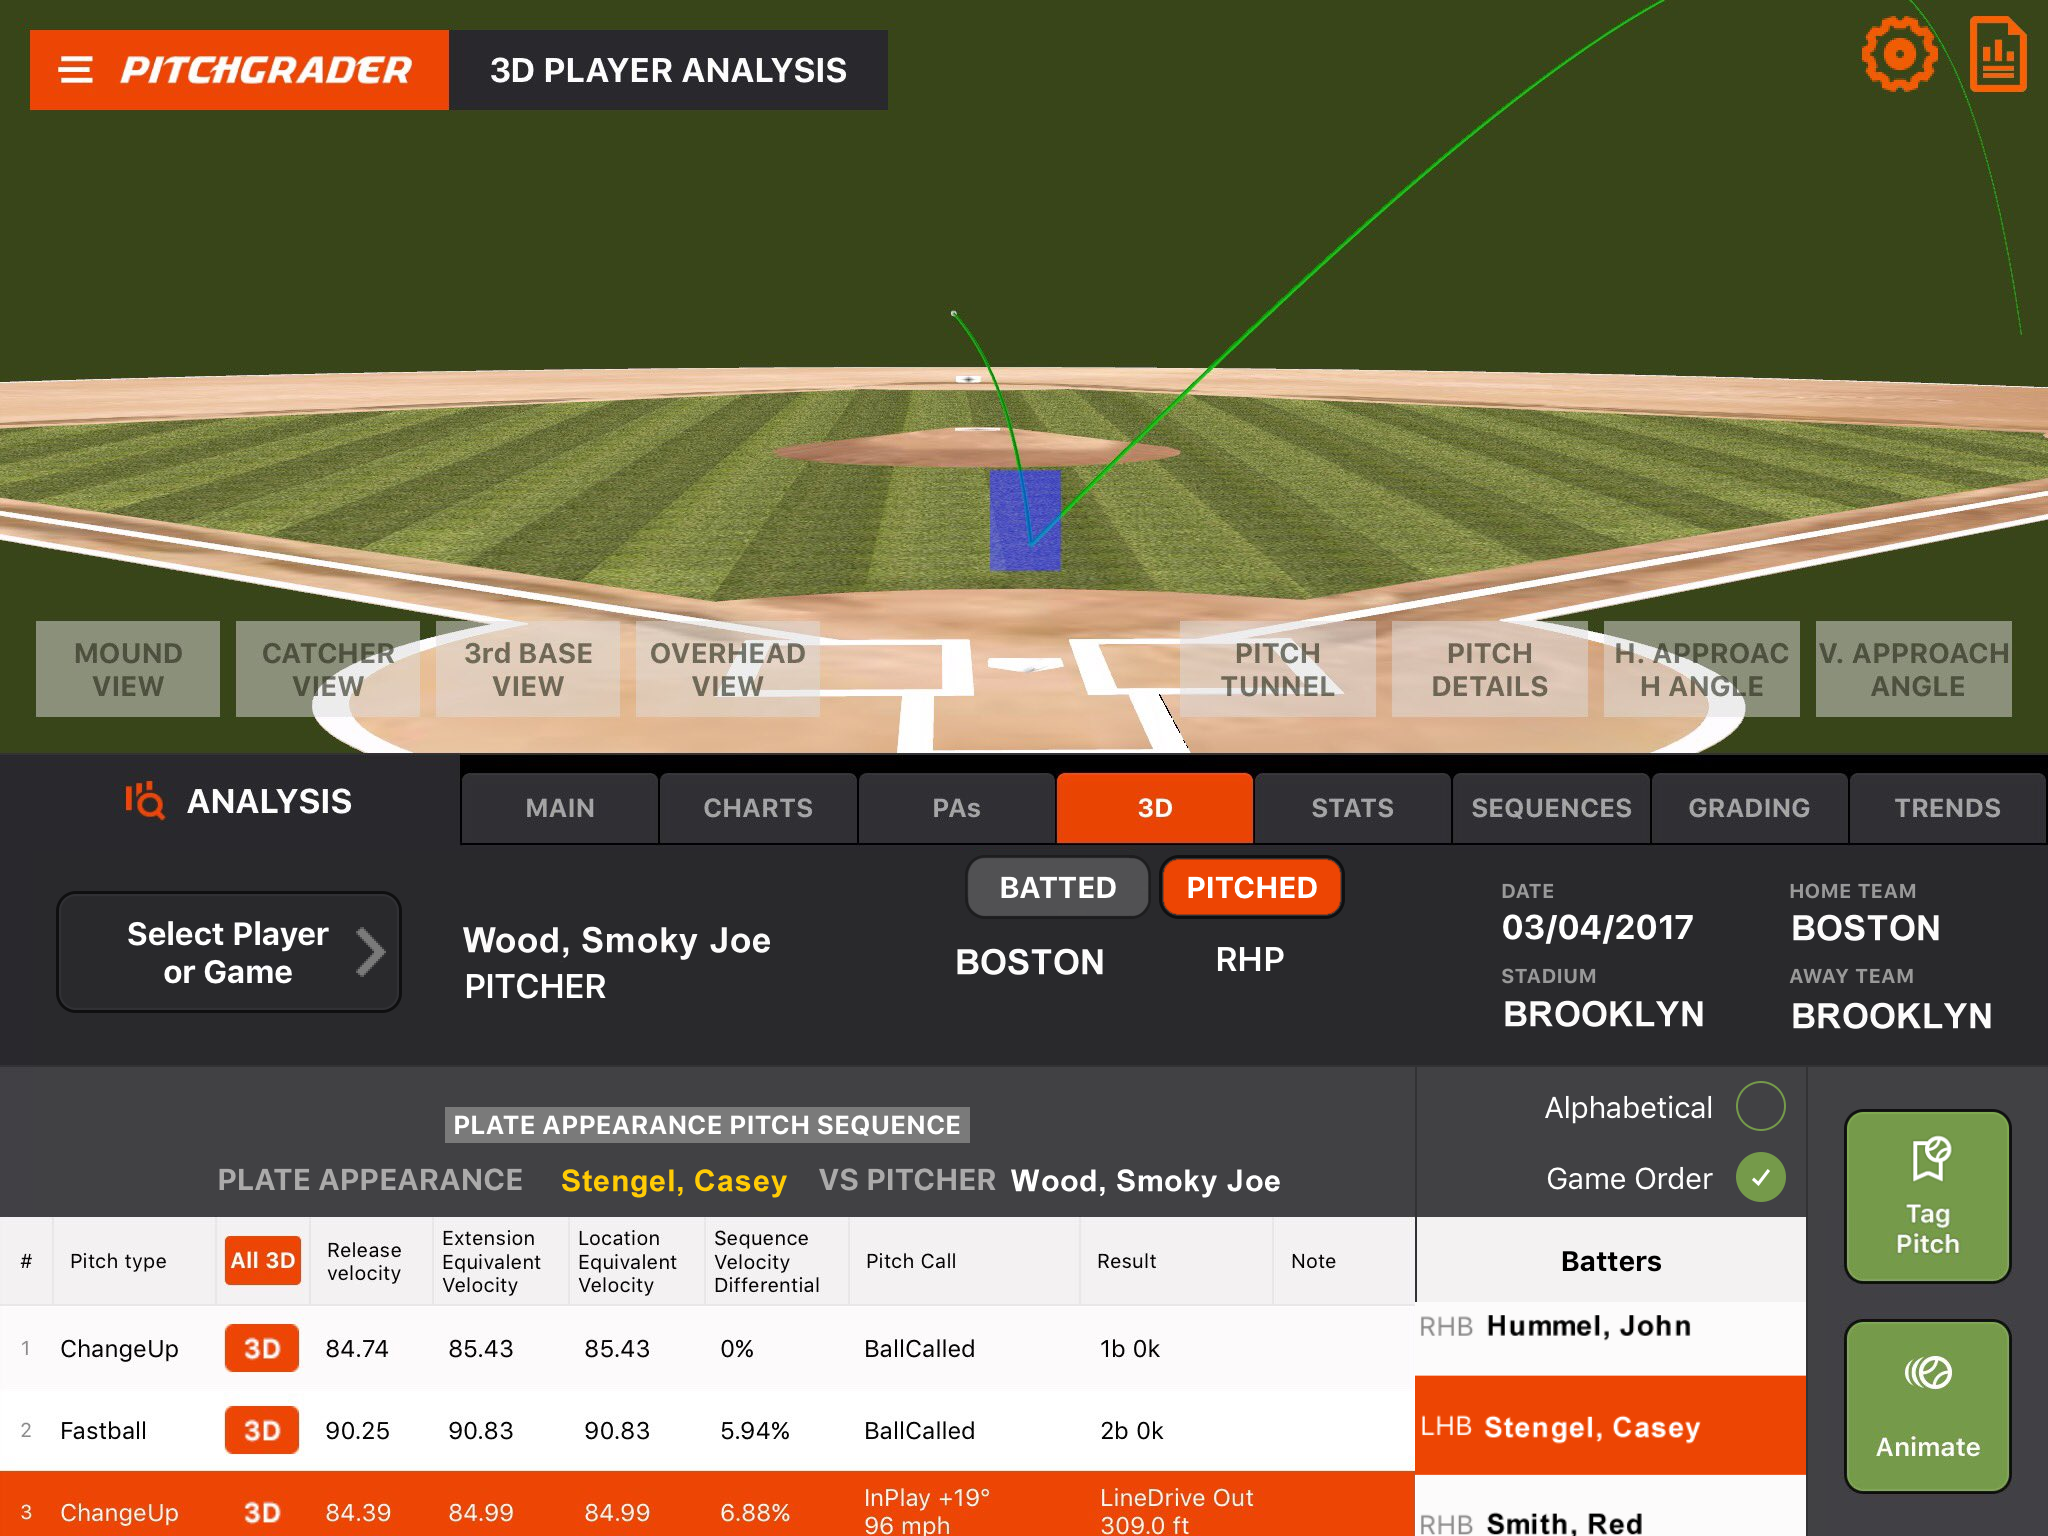 PITCHGRADER
3D PLAYER ANALYSIS
MOUND
VIEW
CATCHER
VIEW
3rd BASE
VIEW
OVERHEAD
VIEW
PITCH
TUNNEL
PITCH
DETAILS
H. APPROAC
H ANGLE
V. APPROACH
ANGLE
ANALYSIS
MAIN
CHARTS
PAs
3D
STATS
SEQUENCES
GRADING
TRENDS
Select Player
or Game
Wood, Smoky Joe
PITCHER
BATTED
PITCHED
BOSTON
RHP
DATE
03/04/2017
HOME TEAM
BOSTON
STADIUM
BROOKLYN
AWAY TEAM
BROOKLYN
PLATE APPEARANCE PITCH SEQUENCE
PLATE APPEARANCE Stengel, Casey VS PITCHER Wood, Smoky Joe
Alphabetical
Game Order
# Pitch type All 3D Release velocity Extension Equivalent Velocity Location Equivalent Velocity Sequence Velocity Differential Pitch Call Result Note
1 ChangeUp 3D 84.74 85.43 85.43 0% BallCalled 1b 0k
2 Fastball 3D 90.25 90.83 90.83 5.94% BallCalled 2b 0k
3 ChangeUp 3D 84.39 84.99 84.99 6.88% InPlay +19° 96 mph LineDrive Out 309.0 ft
Batters
RHB Hummel, John
LHB Stengel, Casey
RHB Smith, Red
Tag
Pitch
Animate